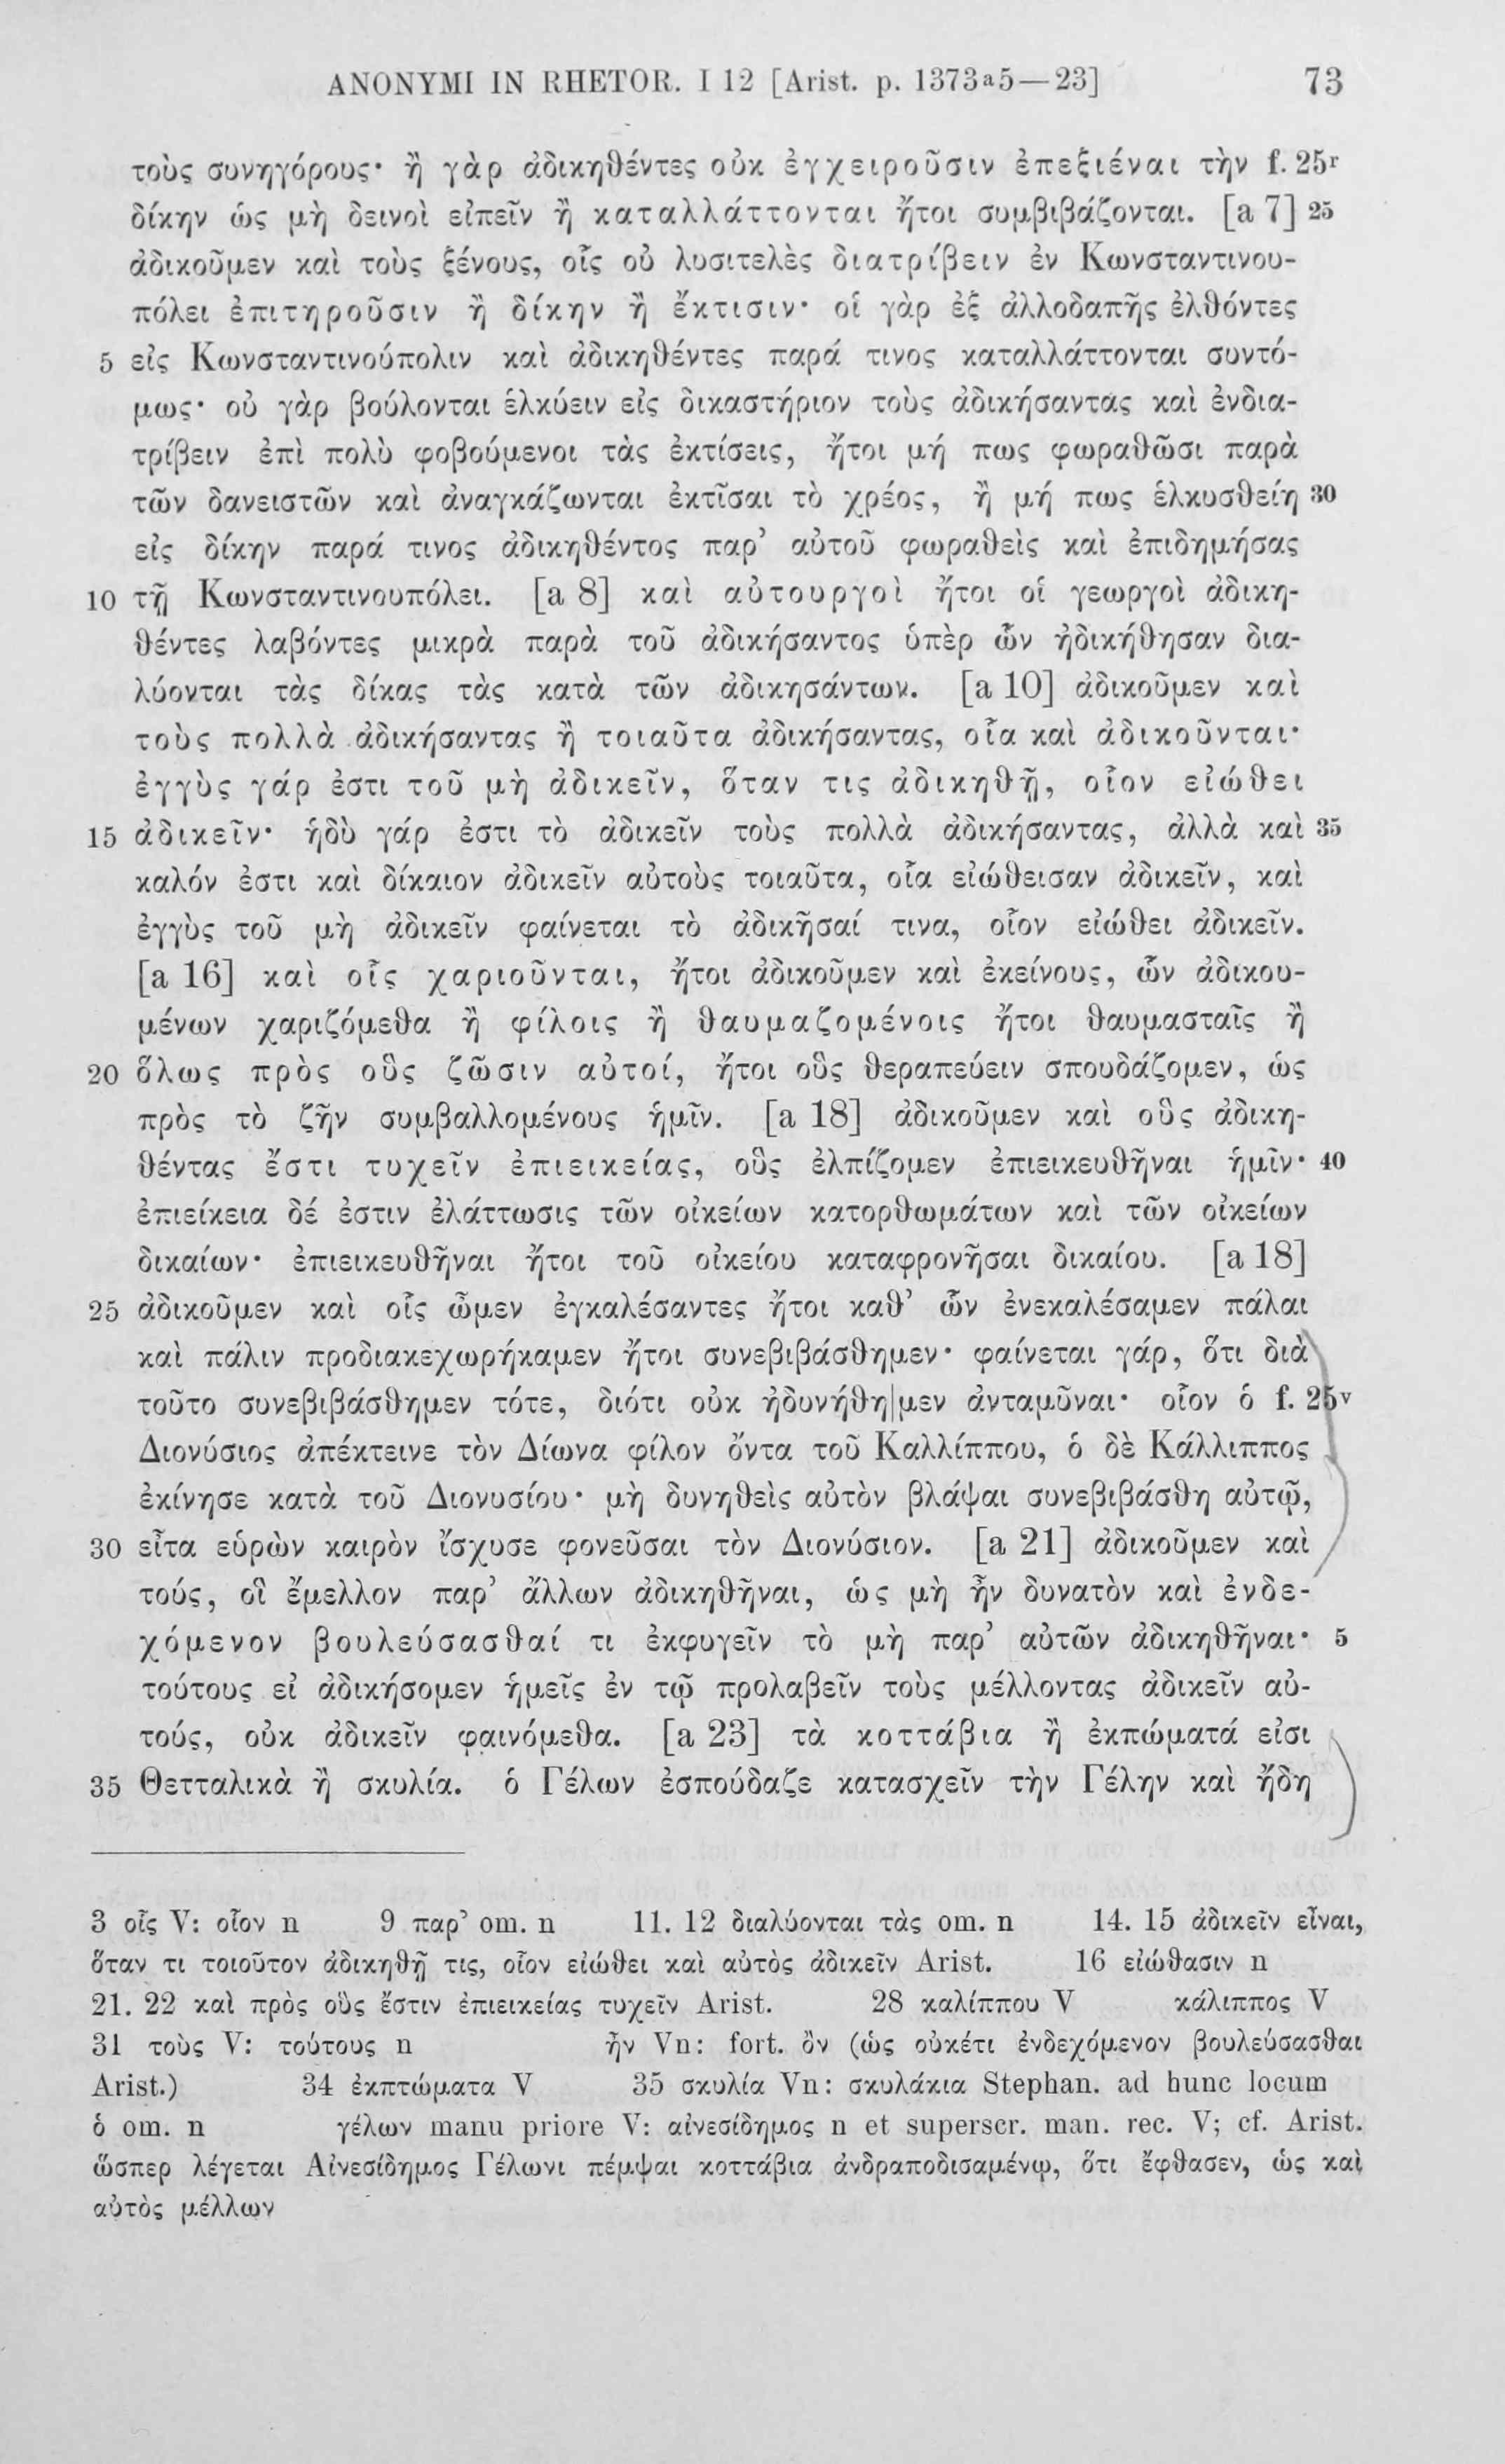 ANONYMI IN RHETOR. I 12 [Arist. p. 1373a5—23] 73
τοὺς συνηγόρους· ἢ γὰρ ἀδικηθέντες οὐκ ἐγχειροῦσιν ἐπεξιέναι τὴν f. 25r
δίκην ὡς μὴ δεινοὶ εἰπεῖν ἢ καταλλάττονται ἤτοι συμβιβάζονται. [a 7] 25
ἀδικοῦμεν καὶ τοὺς ξένους, οἷς οὐ λυσιτελὲς διατρίβειν ἐν Κωνσταντινου-
πόλει ἐπιτηροῦσιν ἢ δίκην ἢ ἔκτισιν· οἱ γὰρ ἐξ ἀλλοδαπῆς ἐλθόντες
5 εἰς Κωνσταντινούπολιν καὶ ἀδικηθέντες παρά τινος καταλλάττονται συντό-
μως· οὐ γὰρ βούλονται ἑλκύειν εἰς δικαστήριον τοὺς ἀδικήσαντας καὶ ἐνδια-
τρίβειν ἐπὶ πολὺ φοβούμενοι τὰς ἐκτίσεις, ἤτοι μή πως φωραθῶσι παρὰ
τῶν δανειστῶν καὶ ἀναγκάζωνται ἐκτῖσαι τὸ χρέος, ἢ μή πως ἑλκυσθείη 30
εἰς δίκην παρά τινος ἀδικηθέντος παρ’ αὐτοῦ φωραθεὶς καὶ ἐπιδημήσας
10 τῇ Κωνσταντινουπόλει. [a 8] καὶ αὐτουργοὶ ἤτοι οἱ γεωργοὶ ἀδικη-
θέντες λαβόντες μικρὰ παρὰ τοῦ ἀδικήσαντος ὑπὲρ ὧν ἠδικήθησαν δια-
λύονται τὰς δίκας τὰς κατὰ τῶν ἀδικησάντων. [a 10] ἀδικοῦμεν καὶ
τοὺς πολλὰ ἀδικήσαντας ἢ τοιαῦτα ἀδικήσαντας, οἷα καὶ ἀδικοῦνται·
ἐγγὺς γάρ ἐστι τοῦ μὴ ἀδικεῖν, ὅταν τις ἀδικηθῇ, οἷον εἰώθει
15 ἀδικεῖν· ἡδὺ γάρ ἐστι τὸ ἀδικεῖν τοὺς πολλὰ ἀδικήσαντας, ἀλλὰ καὶ 35
καλόν ἐστι καὶ δίκαιον ἀδικεῖν αὐτοὺς τοιαῦτα, οἷα εἰώθεισαν ἀδικεῖν, καὶ
ἐγγὺς τοῦ μὴ ἀδικεῖν φαίνεται τὸ ἀδικῆσαί τινα, οἷον εἰώθει ἀδικεῖν.
[a 16] καὶ οἷς χαριοῦνται, ἤτοι ἀδικοῦμεν καὶ ἐκείνους, ὧν ἀδικου-
μένων χαριζόμεθα ἢ φίλοις ἢ θαυμαζομένοις ἤτοι θαυμασταῖς ἢ
20 ὅλως πρὸς οὓς ζῶσιν αὐτοί, ἤτοι οὓς θεραπεύειν σπουδάζομεν, ὡς
πρὸς τὸ ζῆν συμβαλλομένους ἡμῖν. [a 18] ἀδικοῦμεν καὶ οὓς ἀδικη-
θέντας ἔστι τυχεῖν ἐπιεικείας, οὓς ἐλπίζομεν ἐπιεικευθῆναι ἡμῖν· 40
ἐπιείκεια δέ ἐστιν ἐλάττωσις τῶν οἰκείων κατορθωμάτων καὶ τῶν οἰκείων
δικαίων· ἐπιεικευθῆναι ἤτοι τοῦ οἰκείου καταφρονῆσαι δικαίου. [a 18]
25 ἀδικοῦμεν καὶ οἷς ὦμεν ἐγκαλέσαντες ἤτοι καθ’ ὧν ἐνεκαλέσαμεν πάλαι
καὶ πάλιν προδιακεχωρήκαμεν ἤτοι συνεβιβάσθημεν· φαίνεται γάρ, ὅτι διὰ
τοῦτο συνεβιβάσθημεν τότε, διότι οὐκ ἠδυνήθη|μεν ἀνταμῦναι· οἷον ὁ f. 25v
Διονύσιος ἀπέκτεινε τὸν Δίωνα φίλον ὄντα τοῦ Καλλίππου, ὁ δὲ Κάλλιππος
ἐκίνησε κατὰ τοῦ Διονυσίου· μὴ δυνηθεὶς αὐτὸν βλάψαι συνεβιβάσθη αὐτῷ,
30 εἶτα εὑρὼν καιρὸν ἴσχυσε φονεῦσαι τὸν Διονύσιον. [a 21] ἀδικοῦμεν καὶ
τούς, οἳ ἔμελλον παρ’ ἄλλων ἀδικηθῆναι, ὡς μὴ ἦν δυνατὸν καὶ ἐνδε-
χόμενον βουλεύσασθαί τι ἐκφυγεῖν τὸ μὴ παρ’ αὐτῶν ἀδικηθῆναι· 5
τούτους εἰ ἀδικήσομεν ἡμεῖς ἐν τῷ προλαβεῖν τοὺς μέλλοντας ἀδικεῖν αὐ-
τούς, οὐκ ἀδικεῖν φαινόμεθα. [a 23] τὰ κοττάβια ἢ ἐκπώματά εἰσι
35 Θετταλικὰ ἢ σκυλία. ὁ Γέλων ἐσπούδαζε κατασχεῖν τὴν Γέλην καὶ ἤδη
3 οἷς V: οἷον n 9 παρ’ om. n 11. 12 διαλύονται τὰς om. n 14. 15 ἀδικεῖν εἶναι,
ὅταν τι τοιοῦτον ἀδικηθῇ τις, οἷον εἰώθει καὶ αὐτὸς ἀδικεῖν Arist. 16 εἰώθασιν n
21. 22 καὶ πρὸς οὓς ἔστιν ἐπιεικείας τυχεῖν Arist. 28 καλίππου V κάλιππος V
31 τοὺς V: τούτους n ἦν Vn: fort. ὂν (ὡς οὐκέτι ἐνδεχόμενον βουλεύσασθαι
Arist.) 34 ἐκπτώματα V 35 σκυλία Vn: σκυλάκια Stephan. ad hunc locum
ὁ om. n γέλων manu priore V: αἰνεσίδημος n et superscr. man. rec. V; cf. Arist.
ὥσπερ λέγεται Αἰνεσίδημος Γέλωνι πέμψαι κοττάβια ἀνδραποδισαμένῳ, ὅτι ἔφθασεν, ὡς καὶ
αὐτὸς μέλλων